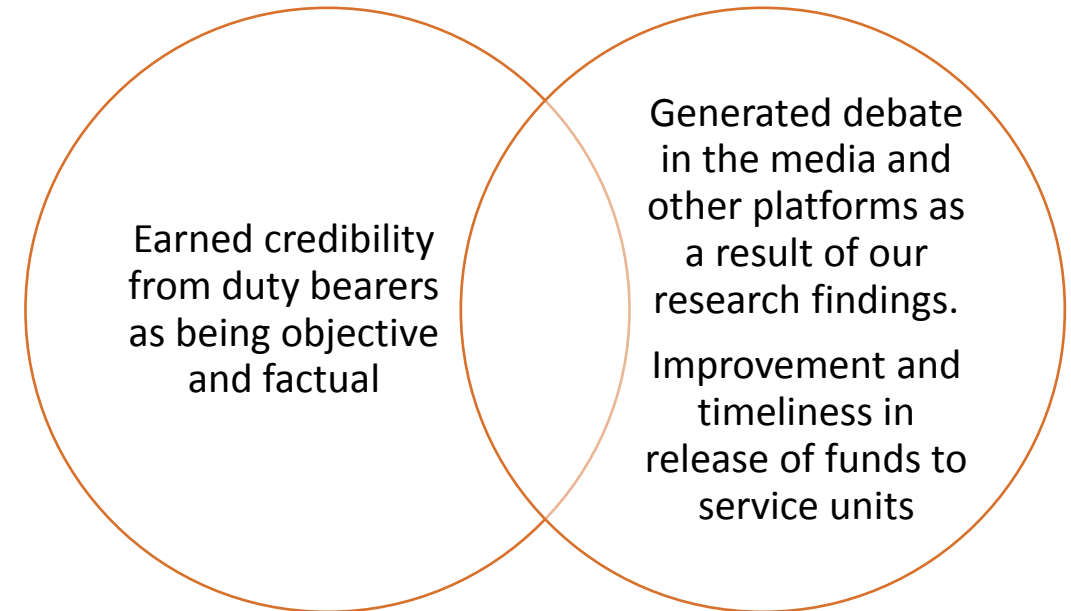 Earned credibility
from duty bearers
as being objective
and factual
Generated debate
in the media and
other platforms as
a result of our
research findings.
Improvement and
timeliness in
release of funds to
service units